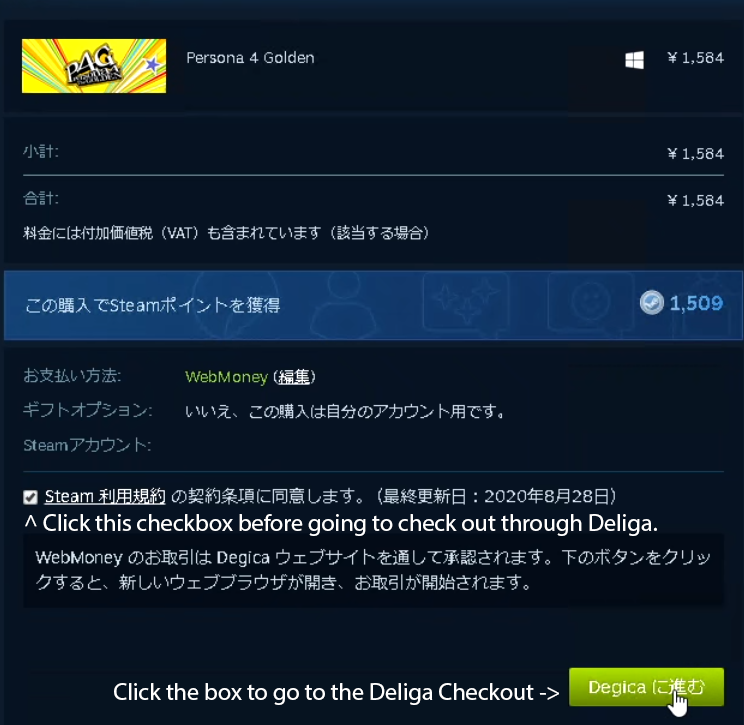 P4G
PERSONA4 GOLDEN
Persona 4 Golden
¥ 1,584
小計:
¥ 1,584
合計:
¥ 1,584
料金には付加価値税（VAT）も含まれています（該当する場合）
この購入でSteamポイントを獲得
1,509
お支払い方法:
WebMoney (編集)
ギフトオプション:
いいえ、この購入は自分のアカウント用です。
Steamアカウント:
Steam 利用規約 の契約条項に同意します。（最終更新日：2020年8月28日）
^ Click this checkbox before going to check out through Deliga.
WebMoney のお取引は Degica ウェブサイトを通して承認されます。下のボタンをクリッ
クすると、新しいウェブブラウザが開き、お取引が開始されます。
Click the box to go to the Deliga Checkout ->
Degica に進む